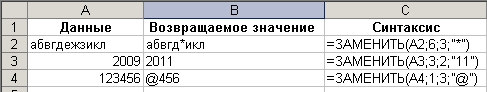 A B C
1 Данные Возвращаемое значение Синтаксис
2 абвгдежзикл абвгд*икл =ЗАМЕНИТЬ(A2;6;3;"*")
3 2009 2011 =ЗАМЕНИТЬ(A3;3;2;"11")
4 123456 @456 =ЗАМЕНИТЬ(A4;1;3;"@")